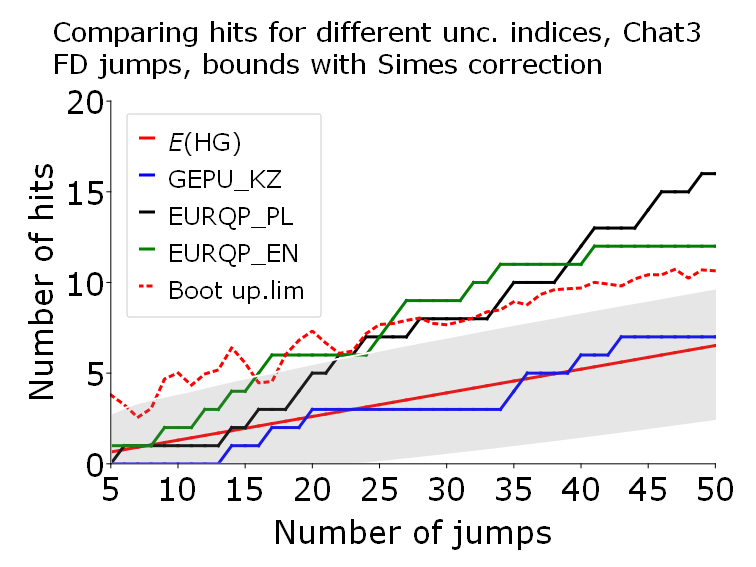 Comparing hits for different unc. indices, Chat3
FD jumps, bounds with Simes correction
20
15
10
5
0
Number of hits
E(HG)
GEPU_KZ
EURQP_PL
EURQP_EN
Boot up.lim
5 10 15 20 25 30 35 40 45 50
Number of jumps